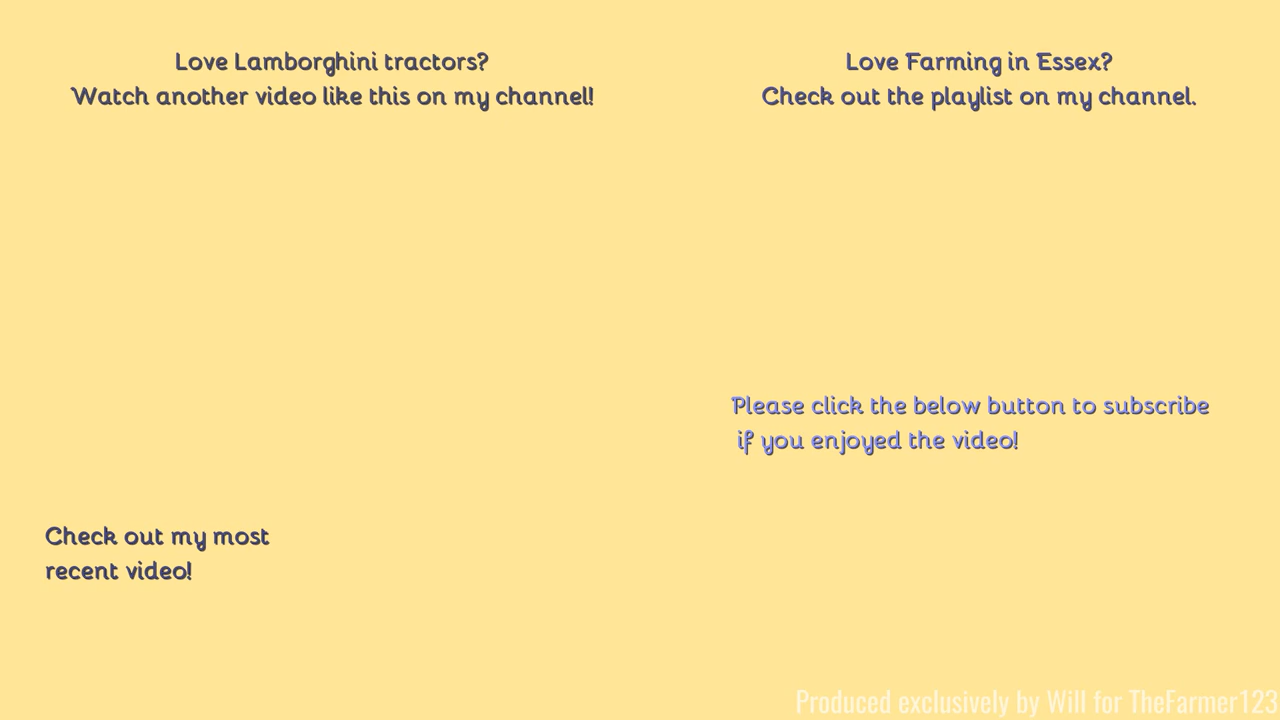 Love Lamborghini tractors?
Watch another video like this on my channel!
Love Farming in Essex?
Check out the playlist on my channel.
Please click the below button to subscribe
if you enjoyed the video!
Check out my most
recent video!
Produced exclusively by Will for TheFarmer123